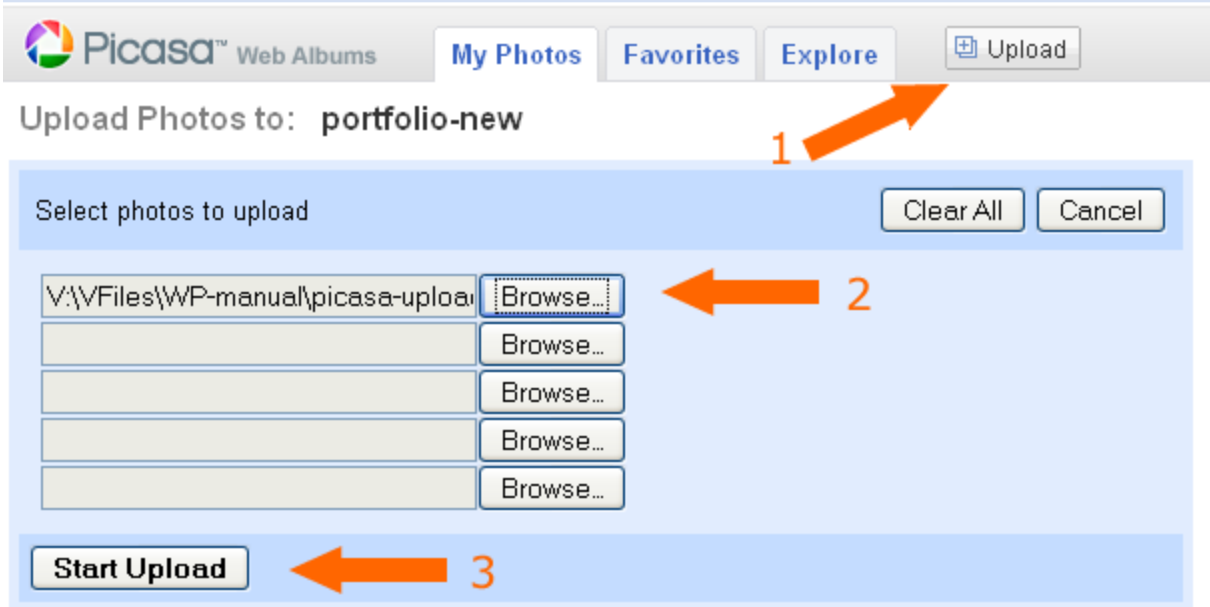 Picasa™ Web Albums My Photos Favorites Explore Upload
Upload Photos to: portfolio-new
1
Select photos to upload Clear All Cancel
V:\VFiles\WP-manual\picasa-uploa Browse... 2
Browse...
Browse...
Browse...
Browse...
Start Upload 3